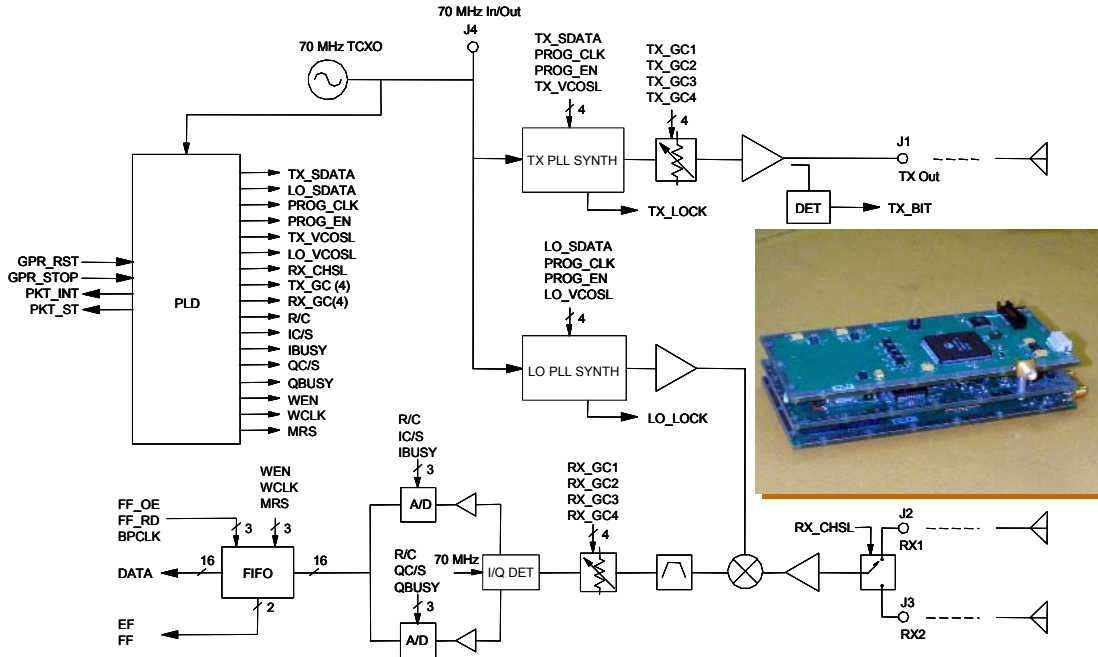 70 MHz In/Out
J4
70 MHz TCXO
TX_SDATA
PROG_CLK
PROG_EN
TX_VCOSL
4
TX_GC1
TX_GC2
TX_GC3
TX_GC4
4
TX PLL SYNTH
J1
TX Out
DET
TX_BIT
TX_LOCK
GPR_RST
GPR_STOP
PKT_INT
PKT_ST
PLD
TX_SDATA
LO_SDATA
PROG_CLK
PROG_EN
TX_VCOSL
LO_VCOSL
RX_CHSL
TX_GC (4)
RX_GC(4)
R/C
IC/S
IBUSY
QC/S
QBUSY
WEN
WCLK
MRS
LO_SDATA
PROG_CLK
PROG_EN
LO_VCOSL
4
LO PLL SYNTH
LO_LOCK
R/C
IC/S
IBUSY
3
A/D
WEN
WCLK
MRS
3
FF_OE
FF_RD
BPCLK
3
DATA
16
FIFO
16
2
EF
FF
R/C
QC/S
QBUSY
3
A/D
70 MHz
I/Q DET
RX_GC1
RX_GC2
RX_GC3
RX_GC4
4
RX_CHSL
J2
RX1
J3
RX2